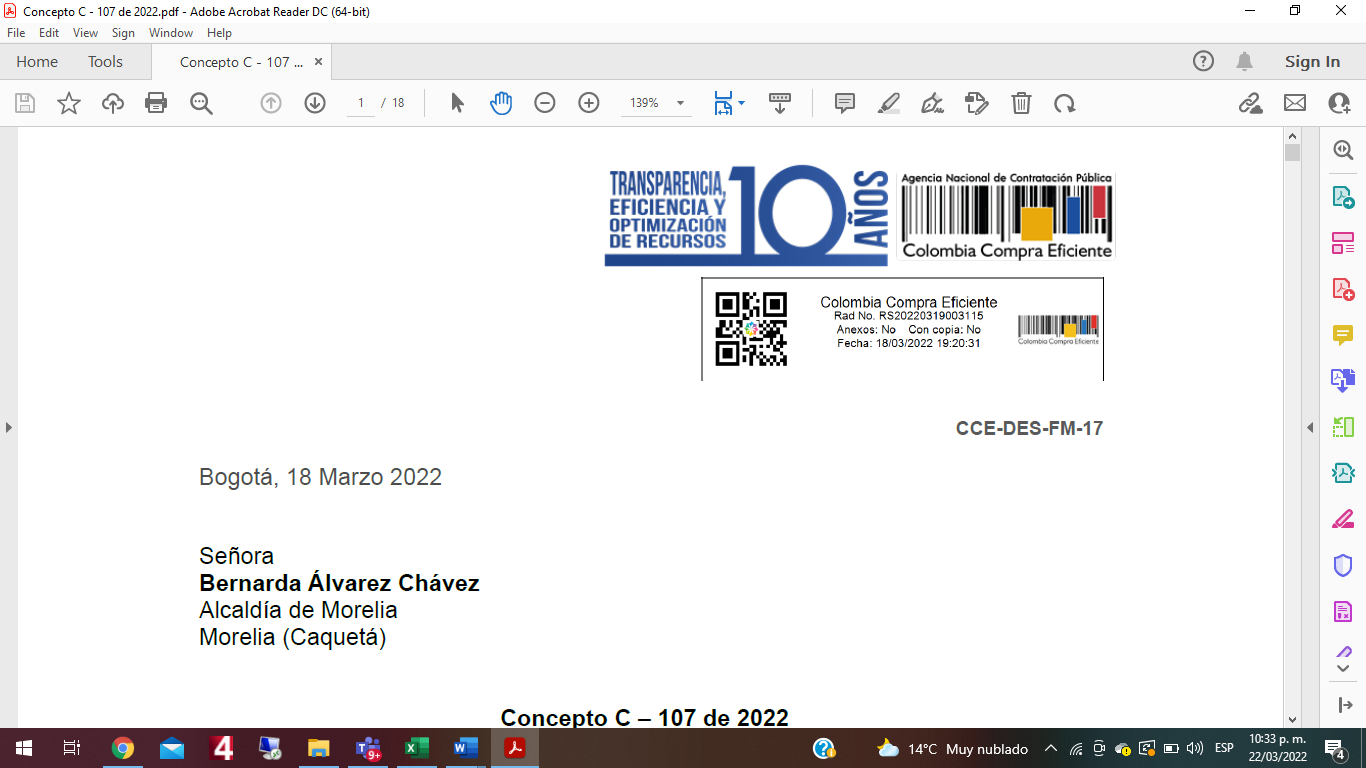 Concepto C - 107 de 2022.pdf - Adobe Acrobat Reader DC (64-bit)
File Edit View Sign Window Help
Home Tools Concepto C - 107 ... × Sign In
1 / 18 139%
TRANSPARENCIA,
EFICIENCIA Y
OPTIMIZACIÓN
DE RECURSOS
10 AÑOS
Agencia Nacional de Contratación Pública
Colombia Compra Eficiente
Colombia Compra Eficiente
Rad No. RS20220319003115
Anexos: No Con copia: No
Fecha: 18/03/2022 19:20:31
Colombia Compra Eficiente
CCE-DES-FM-17
Bogotá, 18 Marzo 2022
Señora
Bernarda Álvarez Chávez
Alcaldía de Morelia
Morelia (Caquetá)
Concepto C – 107 de 2022
4 9+ 14°C Muy nublado ESP 10:33 p. m.
22/03/2022 4